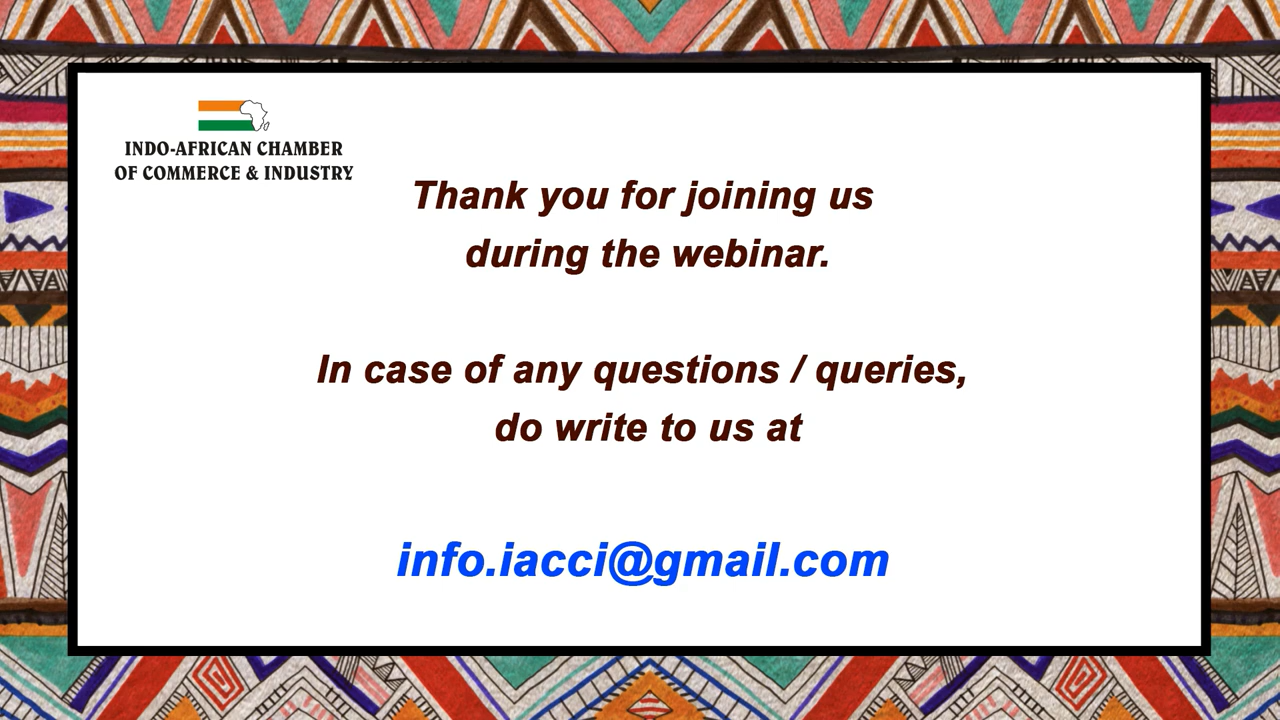 INDO-AFRICAN CHAMBER
OF COMMERCE & INDUSTRY
Thank you for joining us
during the webinar.
In case of any questions / queries,
do write to us at
info.iacci@gmail.com